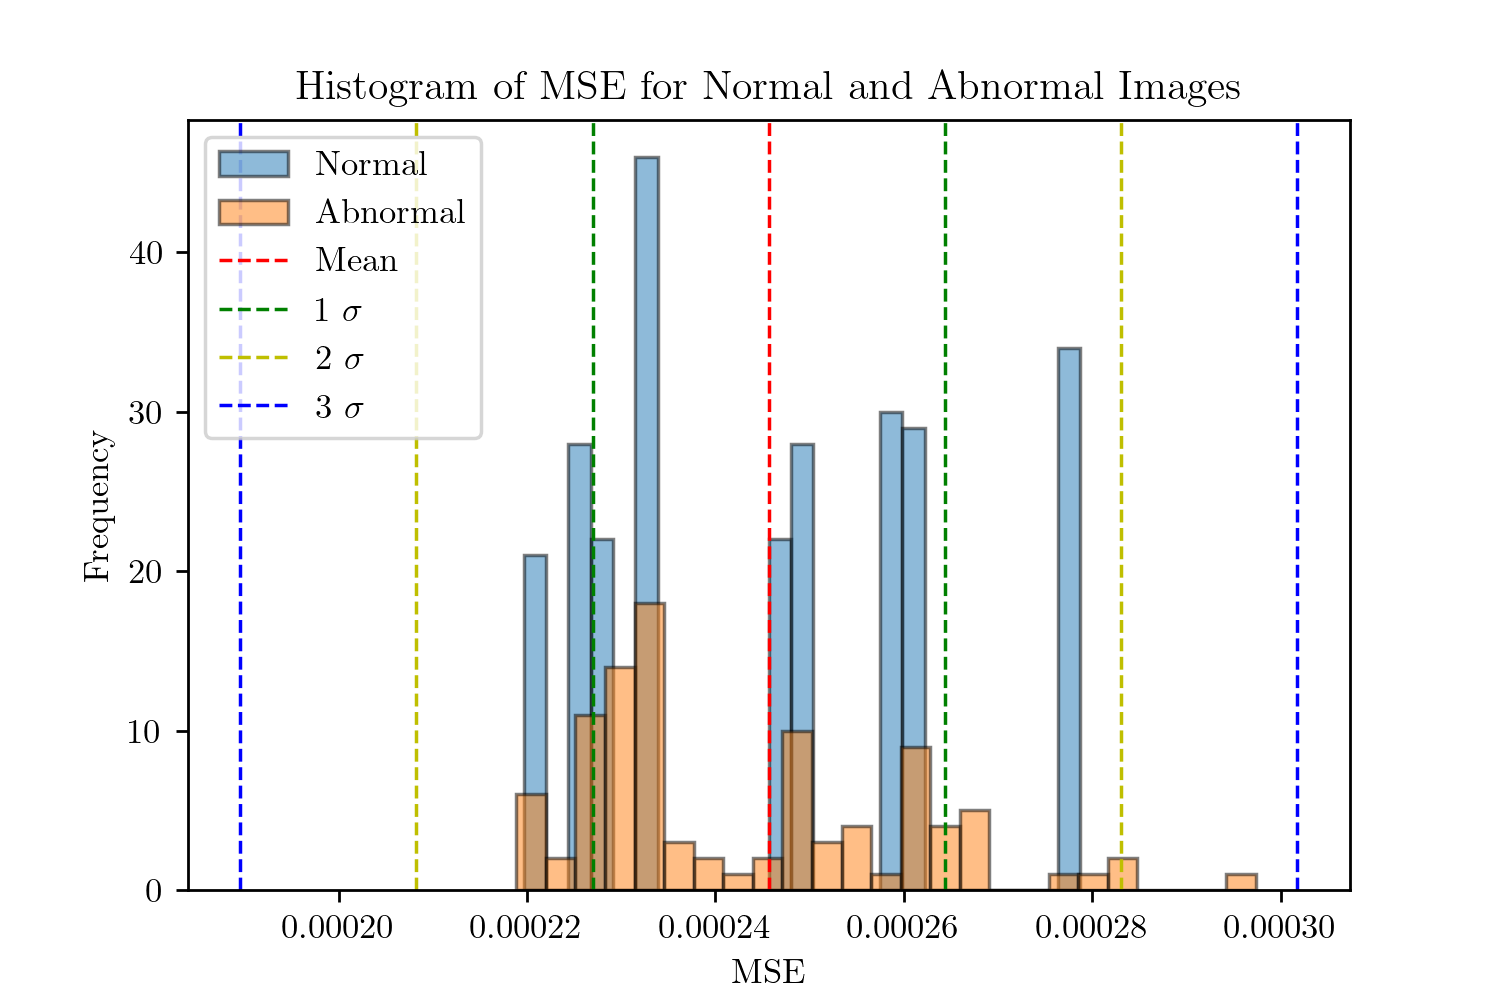 Histogram of MSE for Normal and Abnormal Images
Normal
Abnormal
Mean
1 σ
2 σ
3 σ
Frequency
40
30
20
10
0
0.00020
0.00022
0.00024
0.00026
0.00028
0.00030
MSE